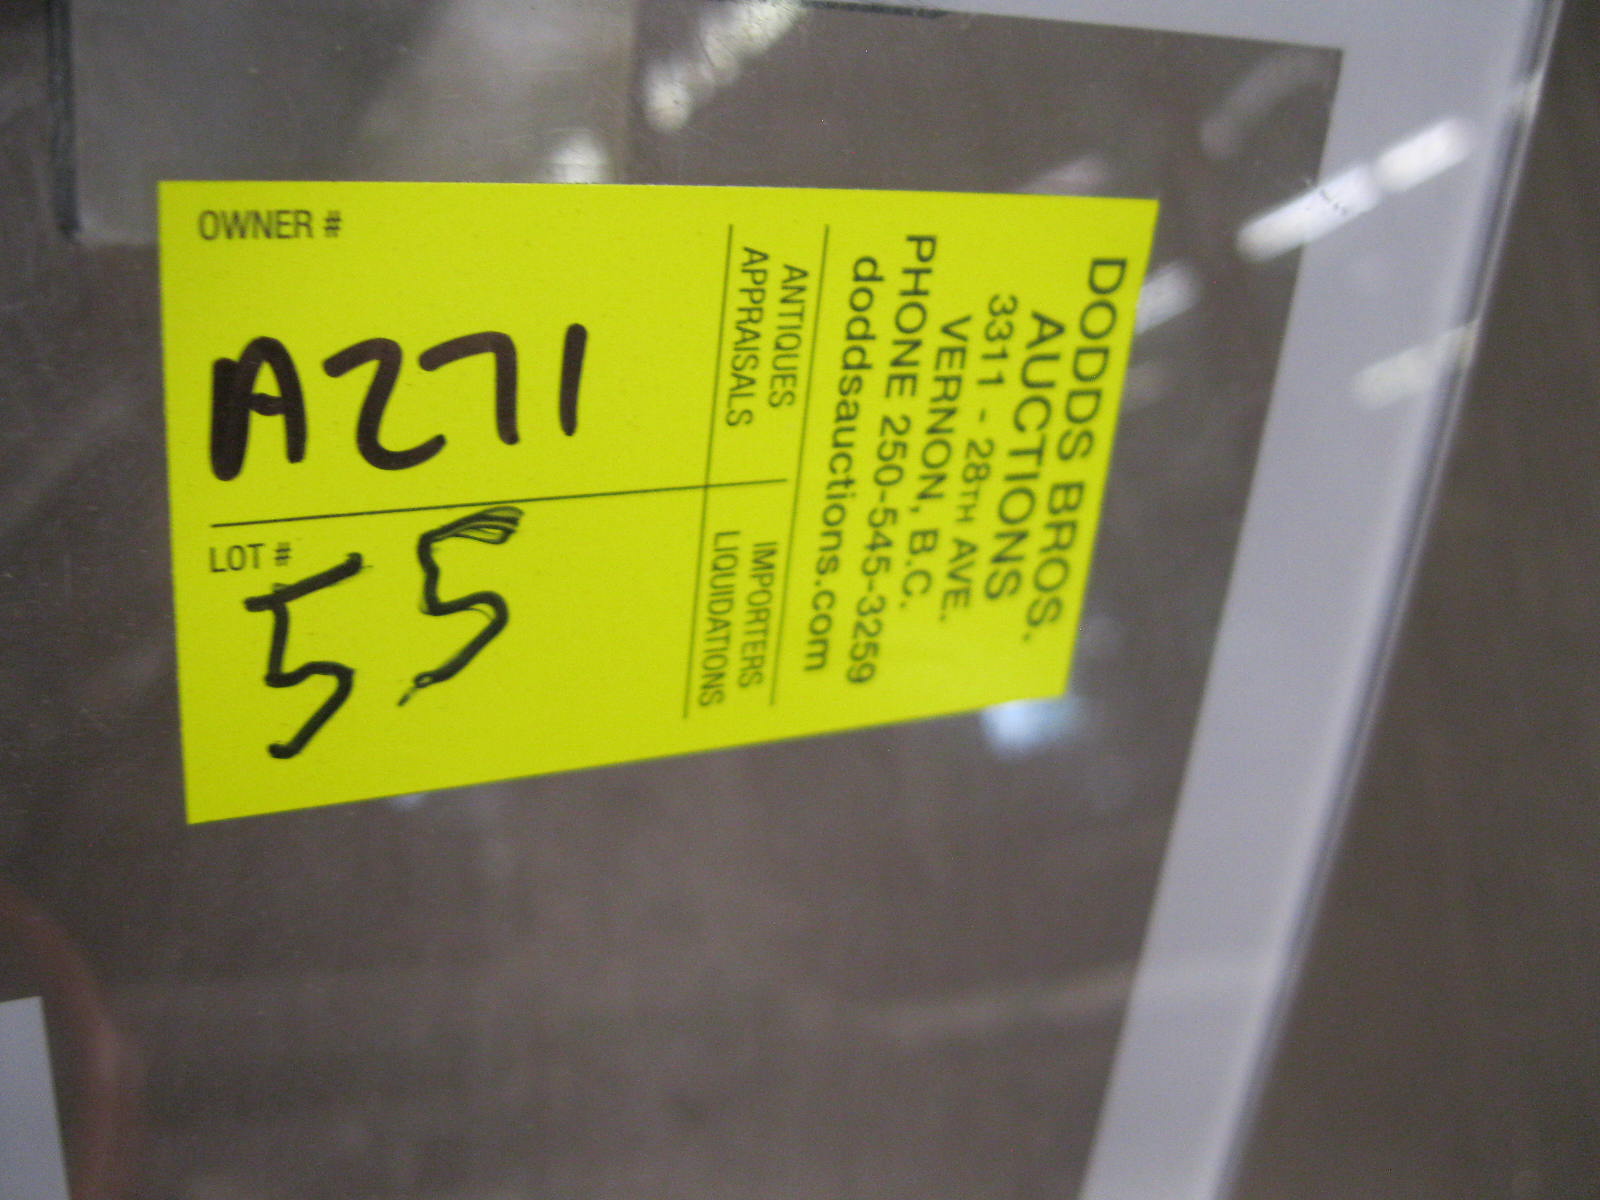 DODDS BROS.
AUCTIONS
3311 - 28TH AVE.
VERNON, B.C.
PHONE 250-545-3259
doddsauctions.com
ANTIQUES
APPRAISALS
IMPORTERS
LIQUIDATIONS
OWNER #
A271
LOT #
55